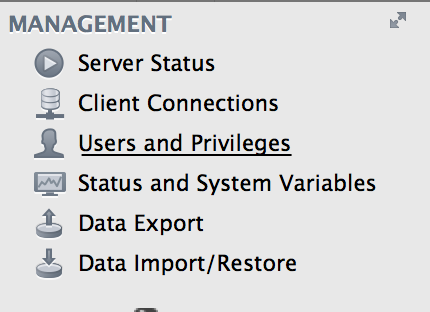 MANAGEMENT
Server Status
Client Connections
Users and Privileges
Status and System Variables
Data Export
Data Import/Restore